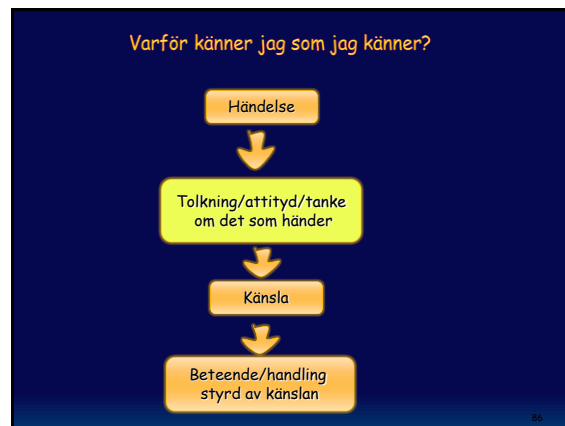 Varför känner jag som jag känner?
Händelse
Tolkning/attityd/tanke
om det som händer
Känsla
Beteende/handling
styrd av känslan
86